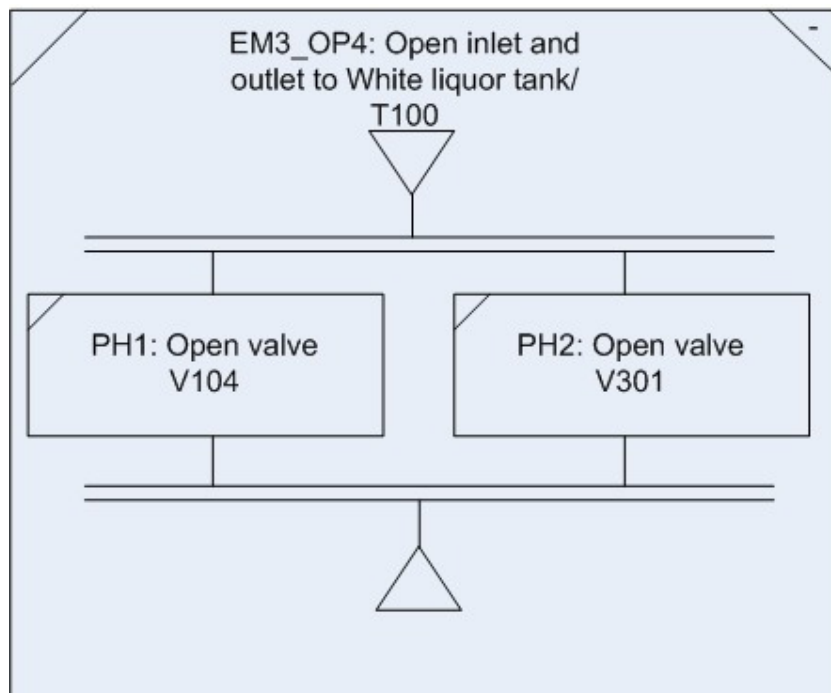 -
EM3_OP4: Open inlet and
outlet to White liquor tank/
T100
PH1: Open valve
V104
PH2: Open valve
V301